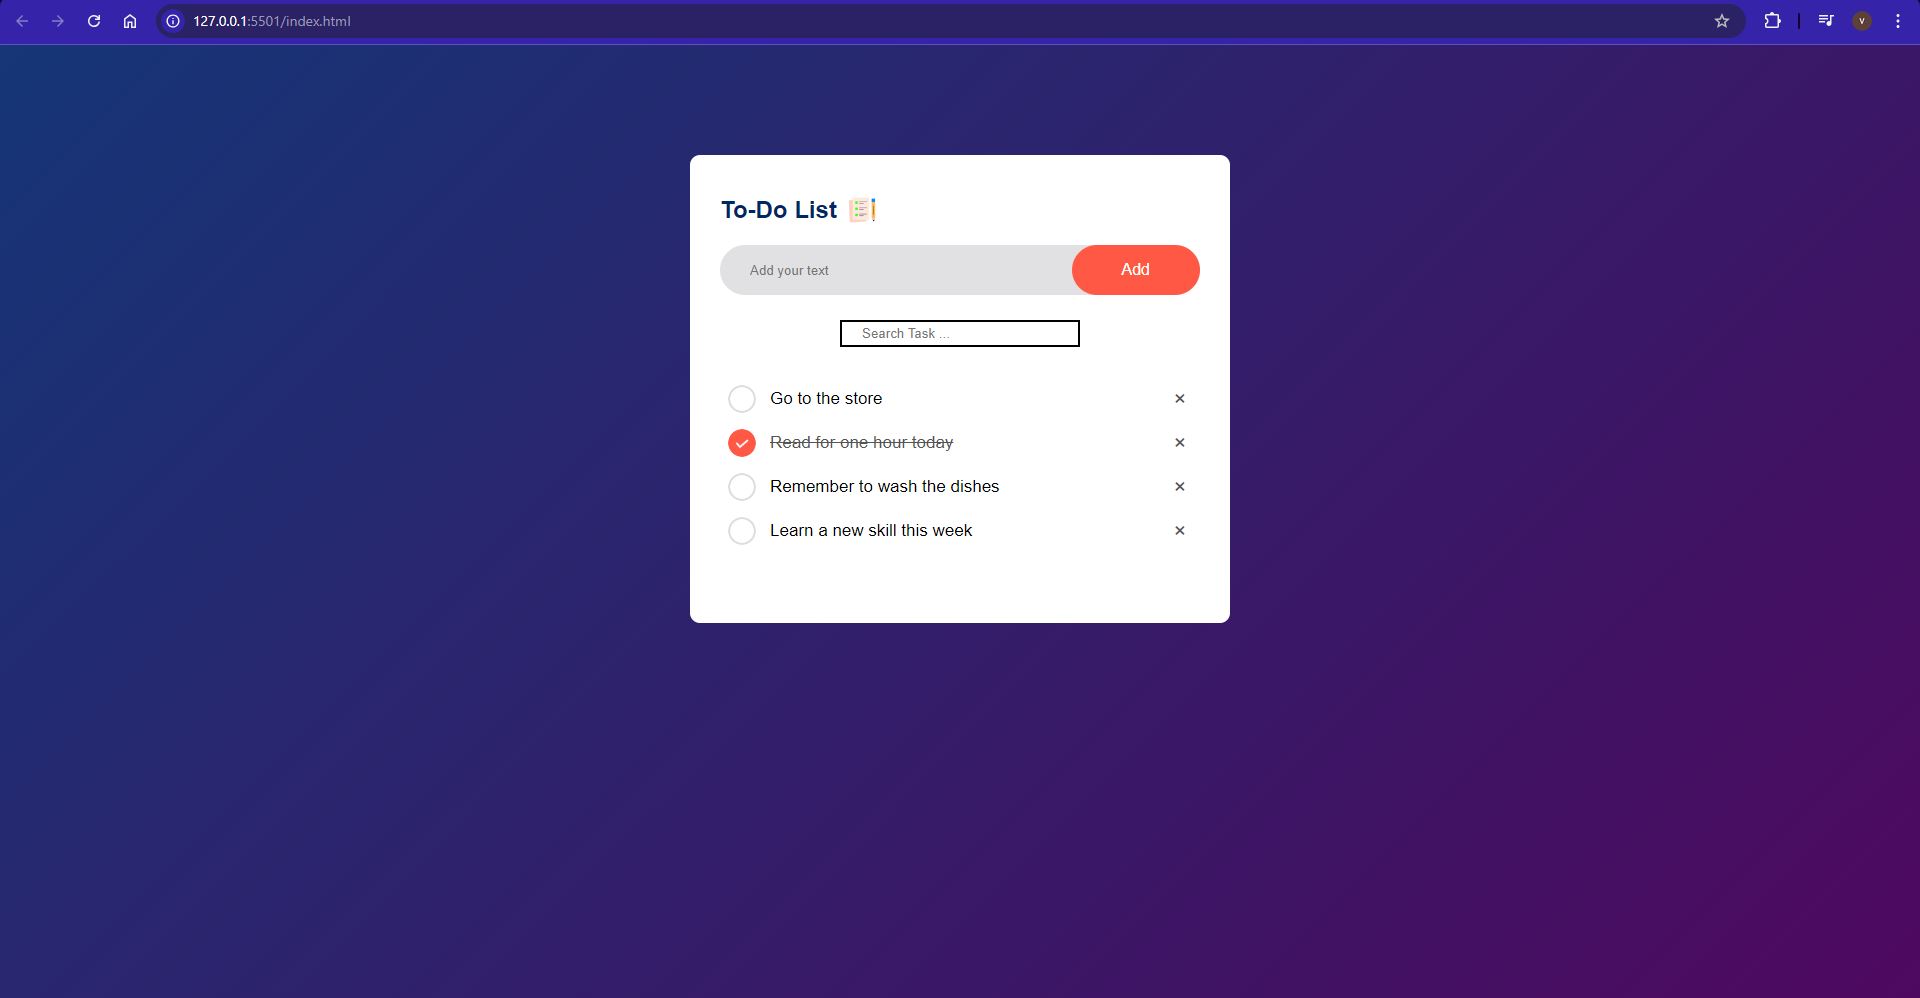 127.0.0.1:5501/index.html
V
To-Do List
Add your text
Add
Search Task ...
Go to the store
Read for one hour today
Remember to wash the dishes
Learn a new skill this week